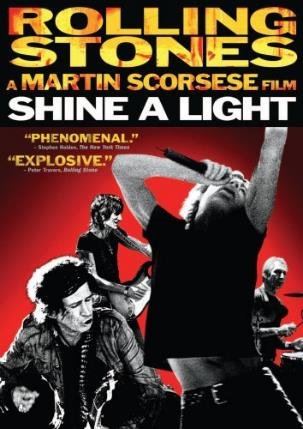 ROLLING
STONES
A MARTIN SCORSESE FILM
SHINE A LIGHT
"PHENOMENAL."
- Stephen Holden, The New York Times
"EXPLOSIVE."
- Peter Travers, Rolling Stone